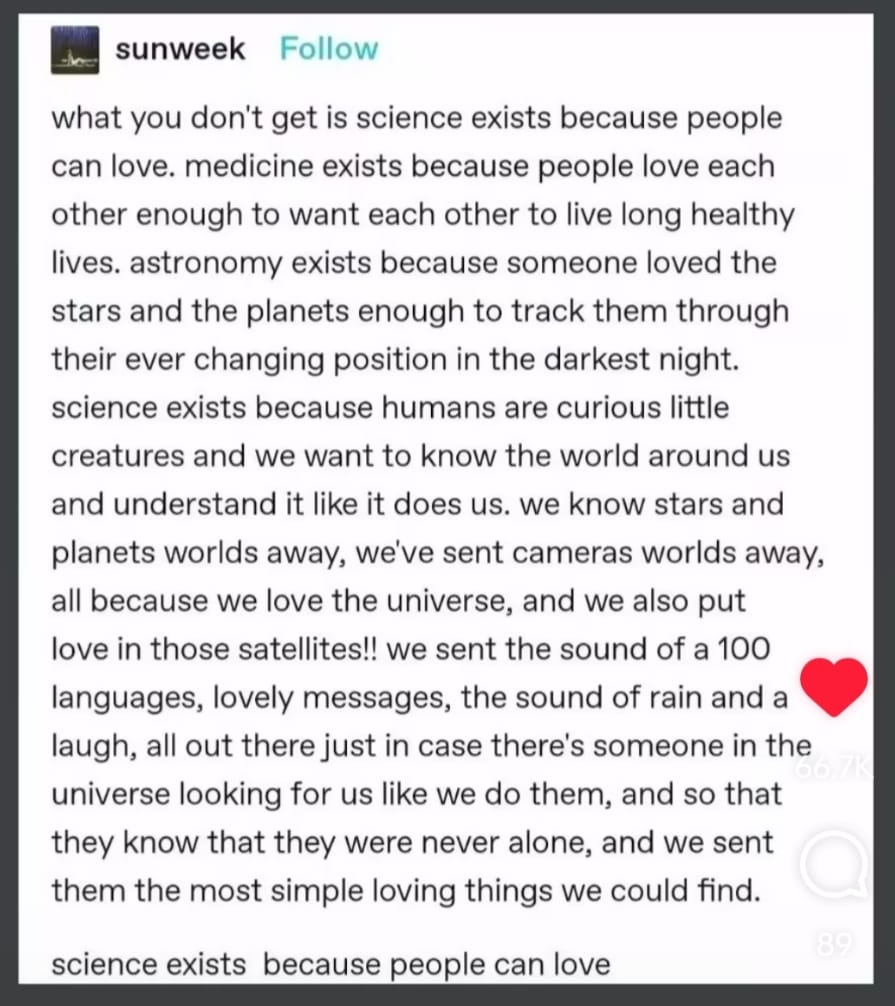 sunweek Follow
what you don't get is science exists because people
can love. medicine exists because people love each
other enough to want each other to live long healthy
lives. astronomy exists because someone loved the
stars and the planets enough to track them through
their ever changing position in the darkest night.
science exists because humans are curious little
creatures and we want to know the world around us
and understand it like it does us. we know stars and
planets worlds away, we've sent cameras worlds away,
all because we love the universe, and we also put
love in those satellites!! we sent the sound of a 100
languages, lovely messages, the sound of rain and a
laugh, all out there just in case there's someone in the
66.7K
universe looking for us like we do them, and so that
they know that they were never alone, and we sent
them the most simple loving things we could find.
89
science exists because people can love